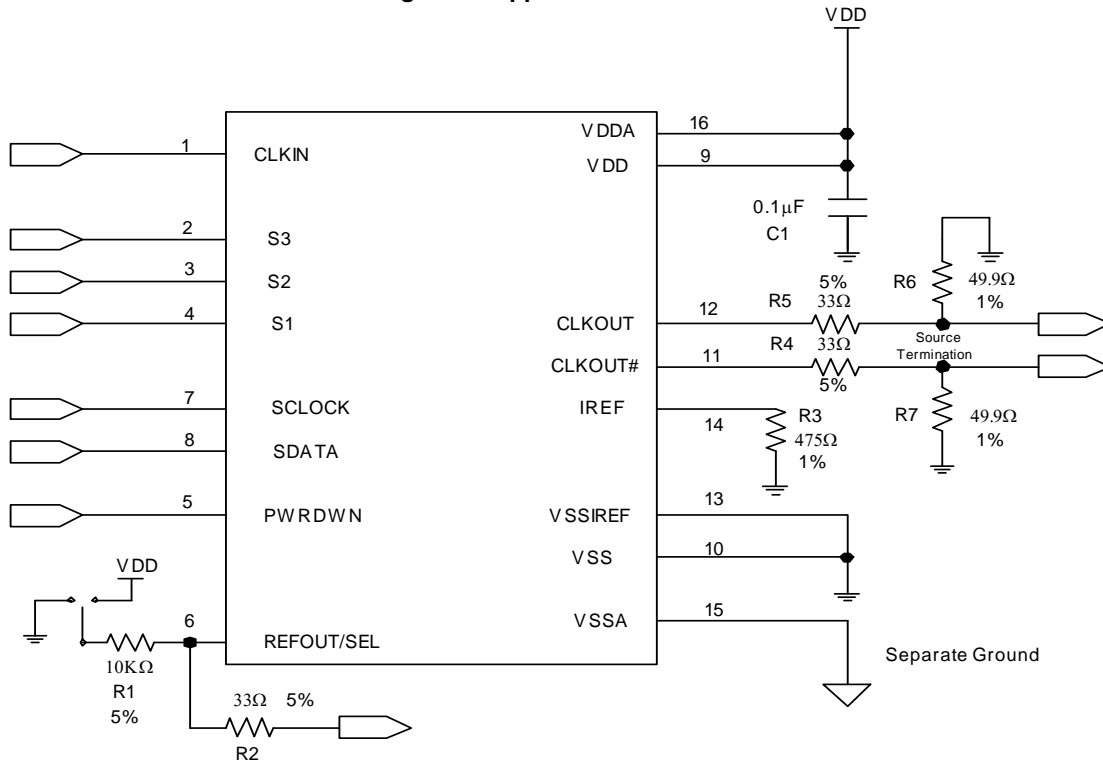 VDD
1
CLKIN
2
S3
3
S2
4
S1
7
SCLOCK
8
SDATA
5
PWRDWN
VDD
6
REFOUT/SEL
10KΩ
R1
5%
33Ω 5%
R2
VDDA
16
VDD
9
0.1μF
C1
R6
49.9Ω
1%
5%
R5
33Ω
CLKOUT
12
Source
Termination
R4
33Ω
CLKOUT#
11
5%
R7
49.9Ω
1%
IREF
14
R3
475Ω
1%
VSSIREF
13
VSS
10
VSSA
15
Separate Ground